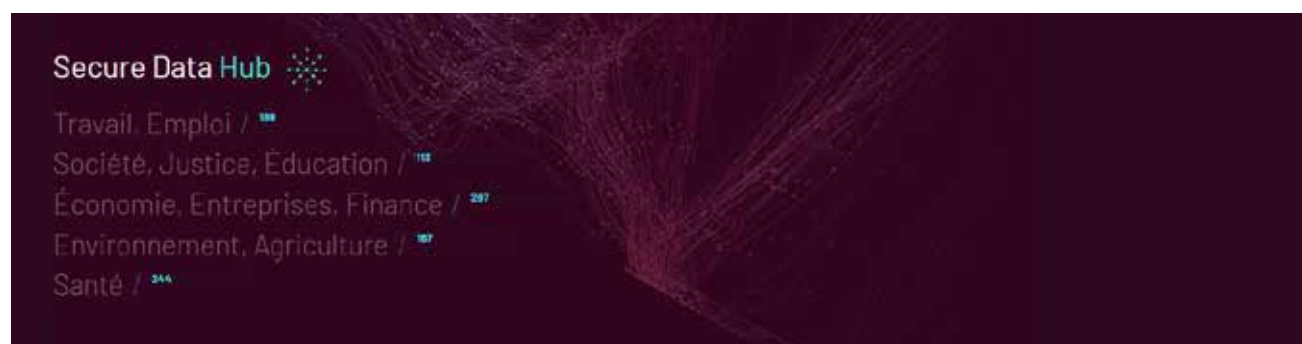 Secure Data Hub
Travail, Emploi /
Société, Justice, Éducation /
Économie, Entreprises, Finance / 297
Environnement, Agriculture /
Santé / 244